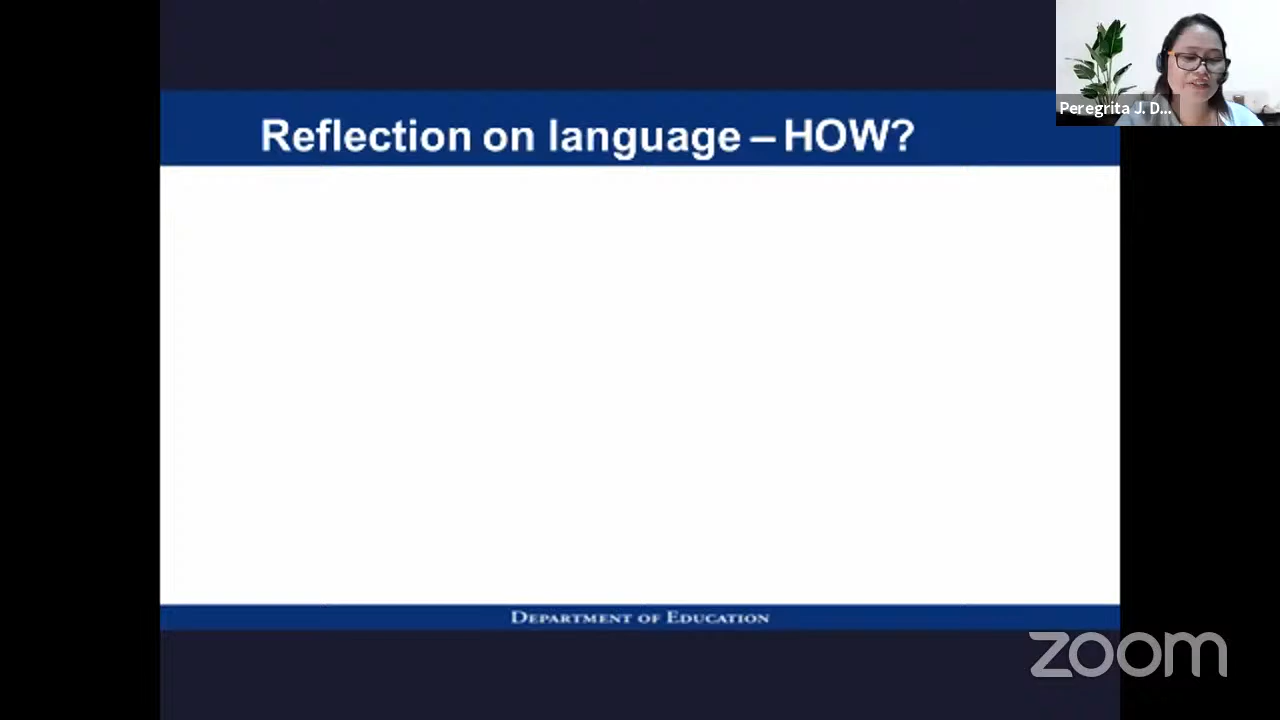 Reflection on language – HOW?
Peregrita J. D...
DEPARTMENT OF EDUCATION
zoom